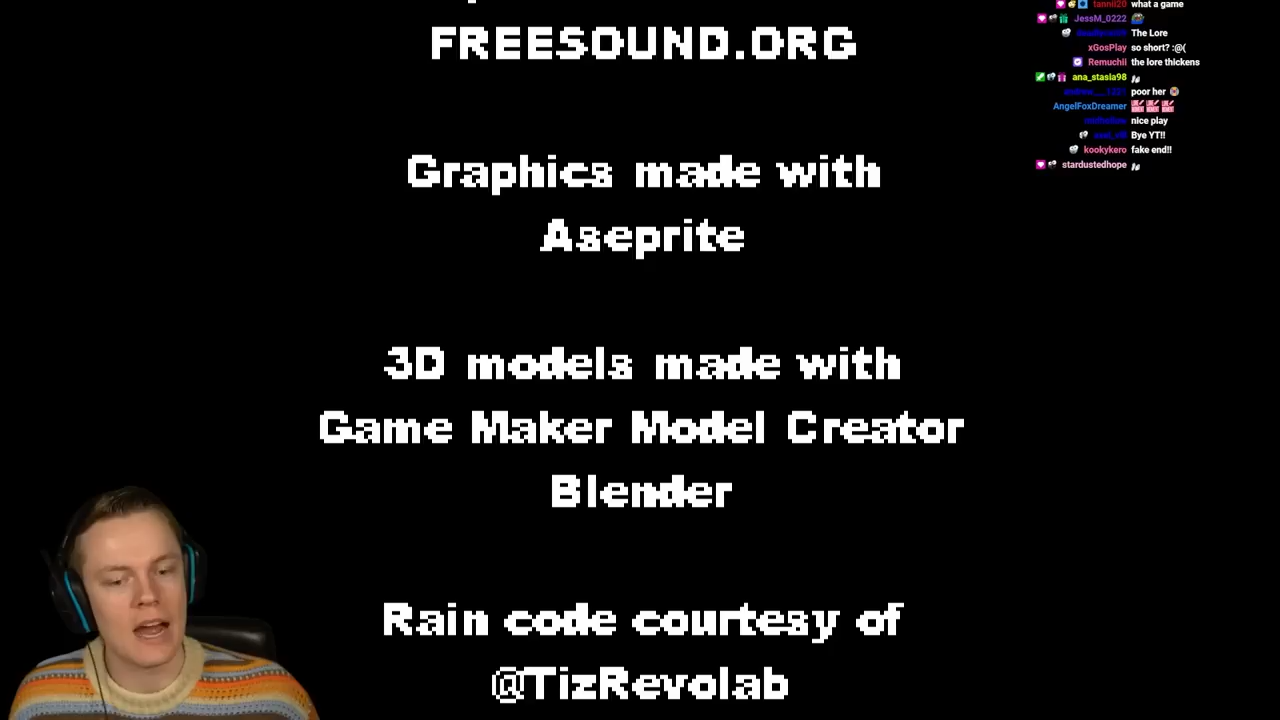 FREESOUND.ORG
Graphics made with
Aseprite
3D models made with
Game Maker Model Creator
Blender
Rain code courtesy of
@TizRevolab
tannii20 what a game
JessM_0222
The Lore
xGosPlay so short? :@(
Remuchii the lore thickens
ana_stasia98
poor her
AngelFoxDreamer
nice play
Bye YT!!
kookykero fake end!!
stardustedhope